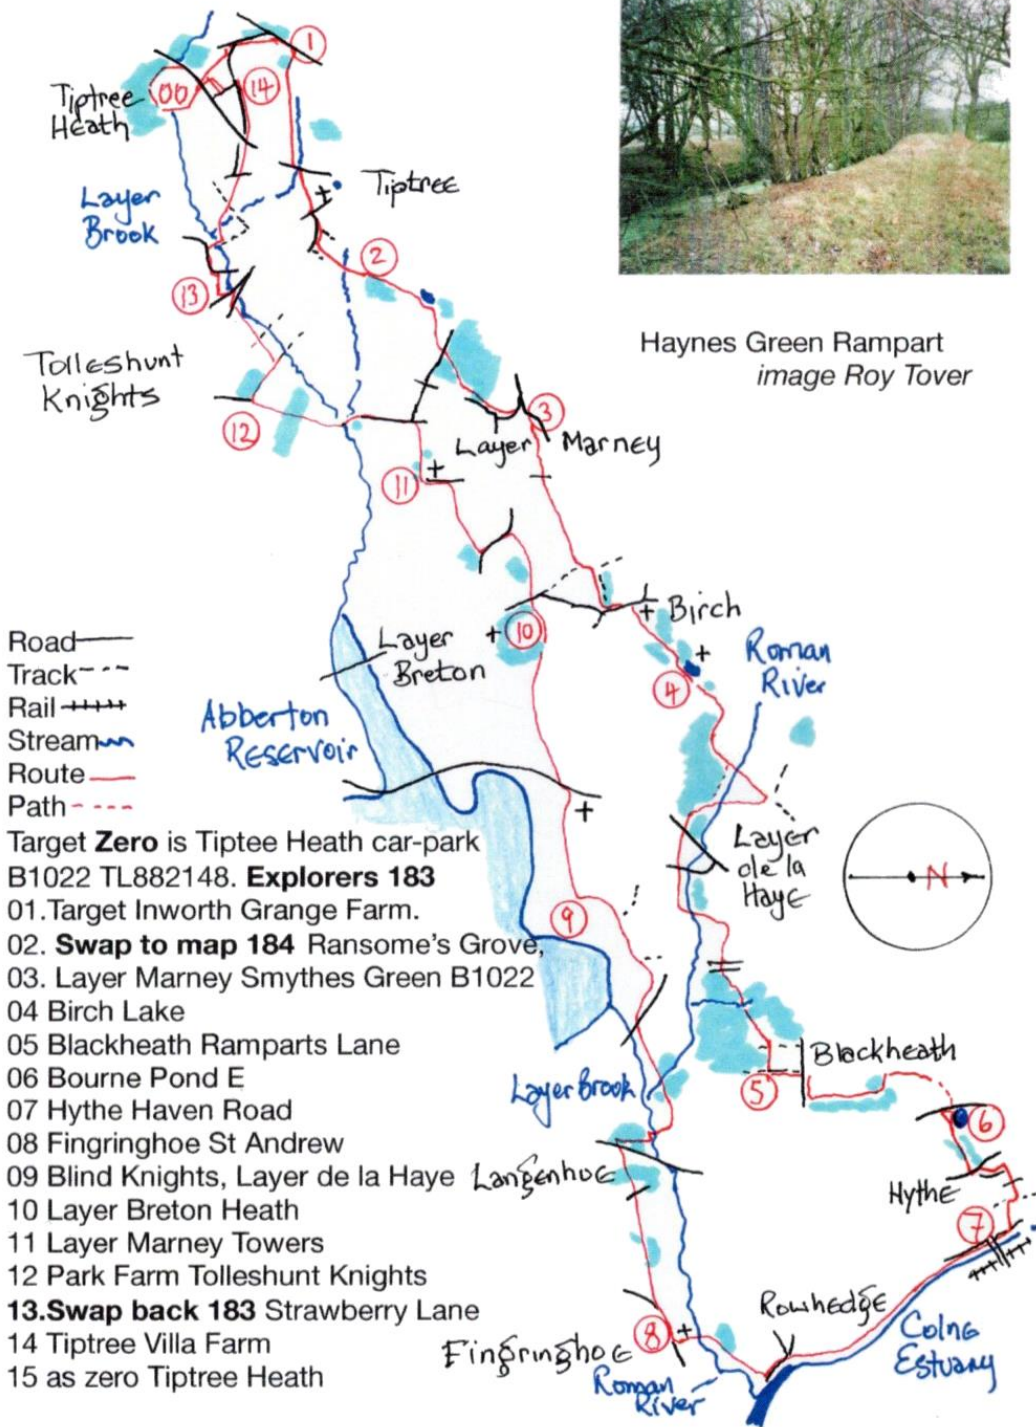 1
00
14
Tiptree
Heath
Layer
Brook
Tiptree
2
13
Haynes Green Rampart
image Roy Tover
Tolleshunt
Knights
12
3
Layer Marney
11
Birch
10
Road
Track
Rail
Stream
Route
Path
Layer
Breton
Roman
River
4
Abberton
Reservoir
Layer
de la
Haye
N
Target Zero is Tiptee Heath car-park
B1022 TL882148. Explorers 183
01.Target Inworth Grange Farm.
02. Swap to map 184 Ransome's Grove,
03. Layer Marney Smythes Green B1022
04 Birch Lake
05 Blackheath Ramparts Lane
06 Bourne Pond E
07 Hythe Haven Road
08 Fingringhoe St Andrew
09 Blind Knights, Layer de la Haye
10 Layer Breton Heath
11 Layer Marney Towers
12 Park Farm Tolleshunt Knights
13.Swap back 183 Strawberry Lane
14 Tiptree Villa Farm
15 as zero Tiptree Heath
9
Blackheath
Layer Brook
5
6
Langenhoe
Hythe
7
Rowhedge
8
Fingringhoe
Colne
Estuary
Roman
River